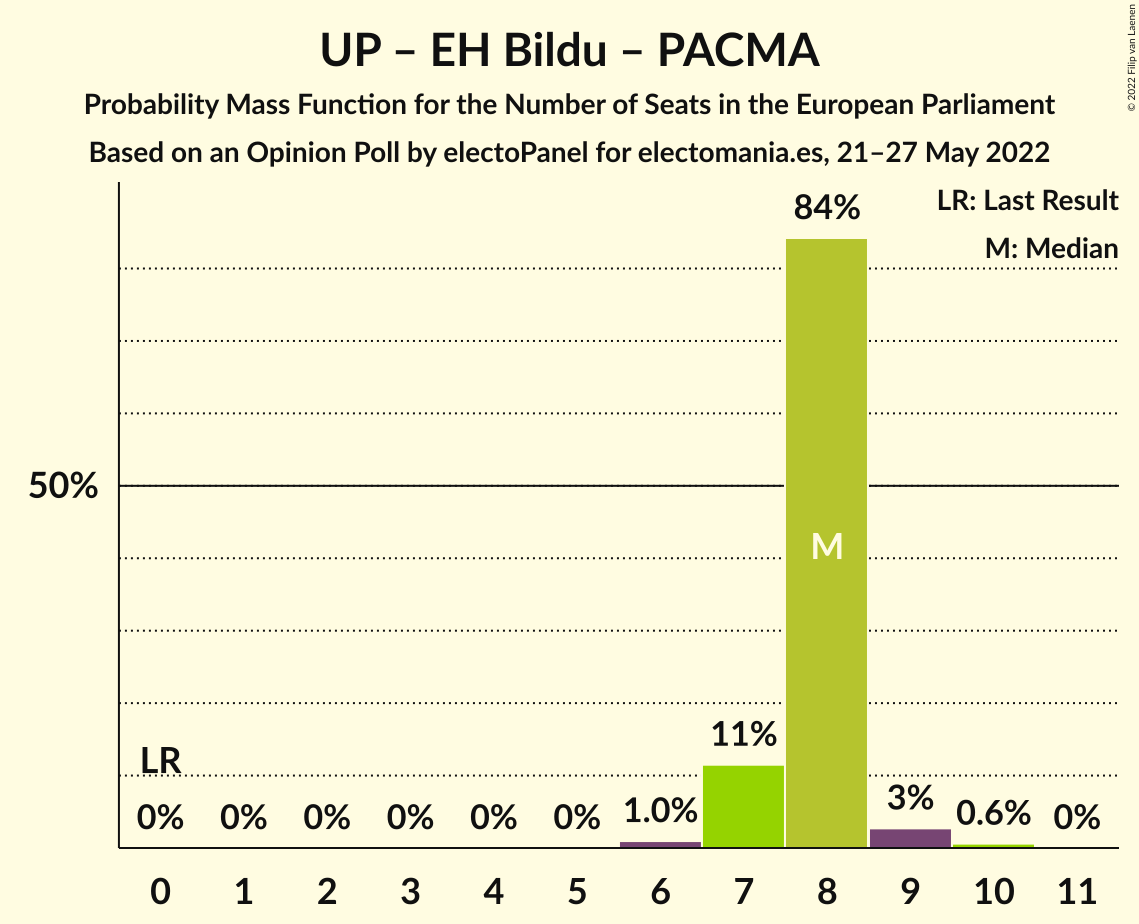 UP – EH Bildu – PACMA
Probability Mass Function for the Number of Seats in the European Parliament
Based on an Opinion Poll by electoPanel for electomania.es, 21–27 May 2022
© 2022 Filip van Laenen
LR: Last Result
M: Median
84%
50%
M
11%
LR
0% 0% 0% 0% 0% 0% 1.0% 3% 0.6% 0%
0 1 2 3 4 5 6 7 8 9 10 11